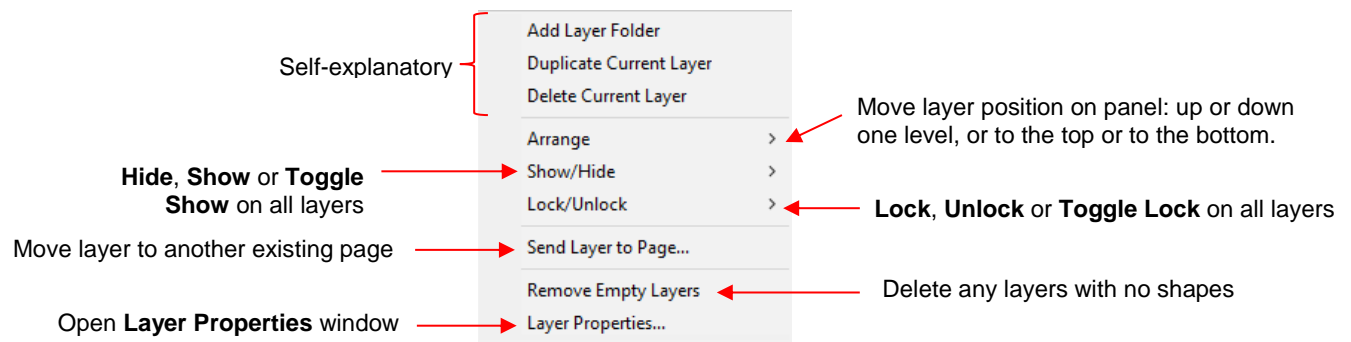 Self-explanatory
Add Layer Folder
Duplicate Current Layer
Delete Current Layer
Arrange
Move layer position on panel: up or down
one level, or to the top or to the bottom.
Hide, Show or Toggle
Show on all layers
Show/Hide
Lock/Unlock
Lock, Unlock or Toggle Lock on all layers
Move layer to another existing page
Send Layer to Page...
Remove Empty Layers
Delete any layers with no shapes
Open Layer Properties window
Layer Properties...